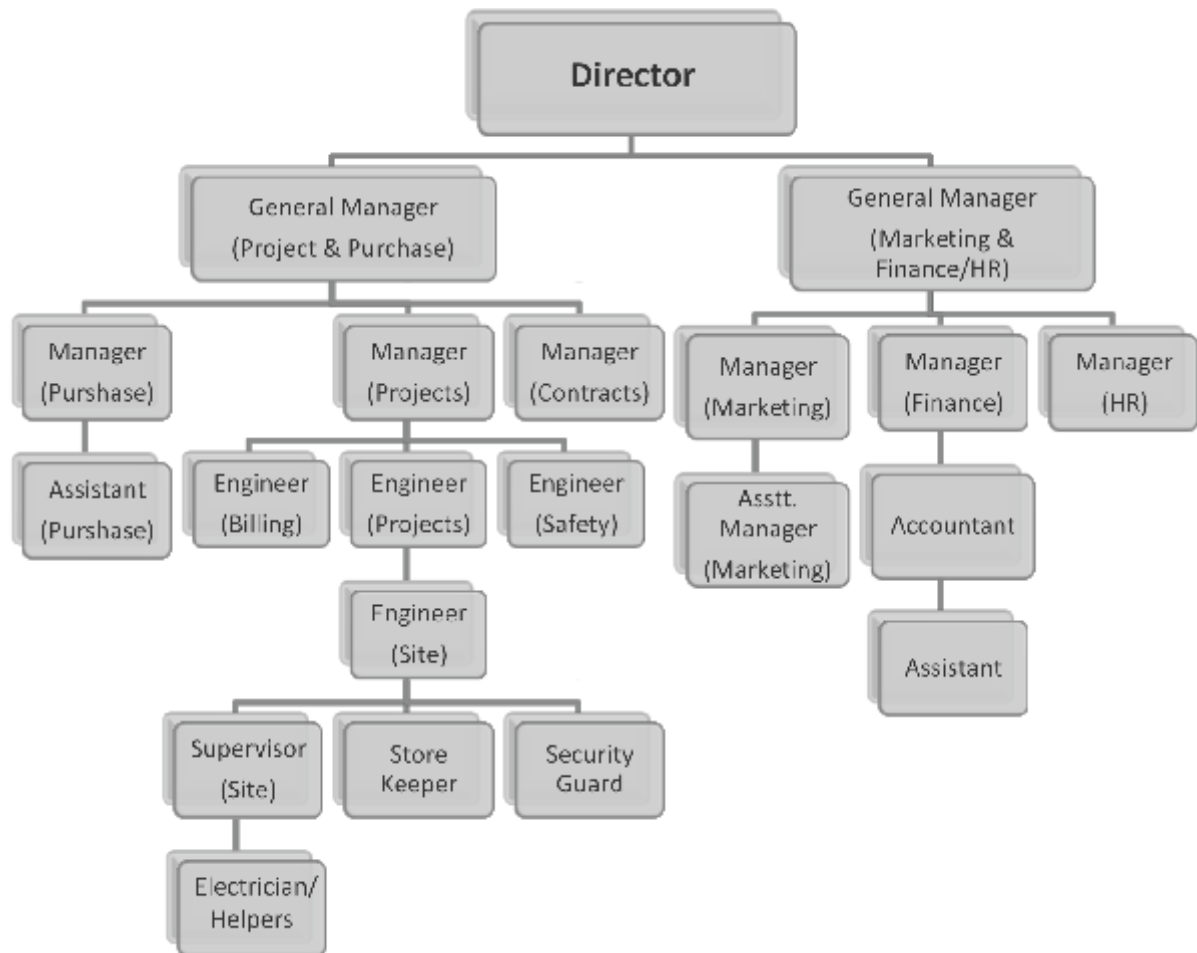 Director
General Manager
(Project & Purchase)
General Manager
(Marketing &
Finance/HR)
Manager
(Purshase)
Manager
(Projects)
Manager
(Contracts)
Manager
(Marketing)
Manager
(Finance)
Manager
(HR)
Assistant
(Purshase)
Engineer
(Billing)
Engineer
(Projects)
Engineer
(Safety)
Asstt.
Manager
(Marketing)
Accountant
Engineer
(Site)
Assistant
Supervisor
(Site)
Store
Keeper
Security
Guard
Electrician/
Helpers